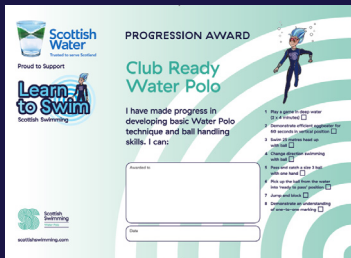 Scottish
Water
Trusted to serve Scotland
Proud to Support
Learn
to Swim
Scottish Swimming
Scottish
Swimming
scottishswimming.com
PROGRESSION AWARD
Club Ready
Water Polo
I have made progress in
developing basic Water Polo
technique and ball handling
skills. I can:
Awarded to
Date
1 Play a game in deep water
(2 x 4 minutes)
2 Demonstrate efficient eggbeater for
60 seconds in vertical position
3 Swim 25 metres head up
with ball
4 Change direction swimming
with ball
5 Pass and catch a size 3 ball
with one hand
6 Pick up the ball from the water
into 'ready to pass' position
7 Jump and block
8 Demonstrate an understanding
of one-to-one marking